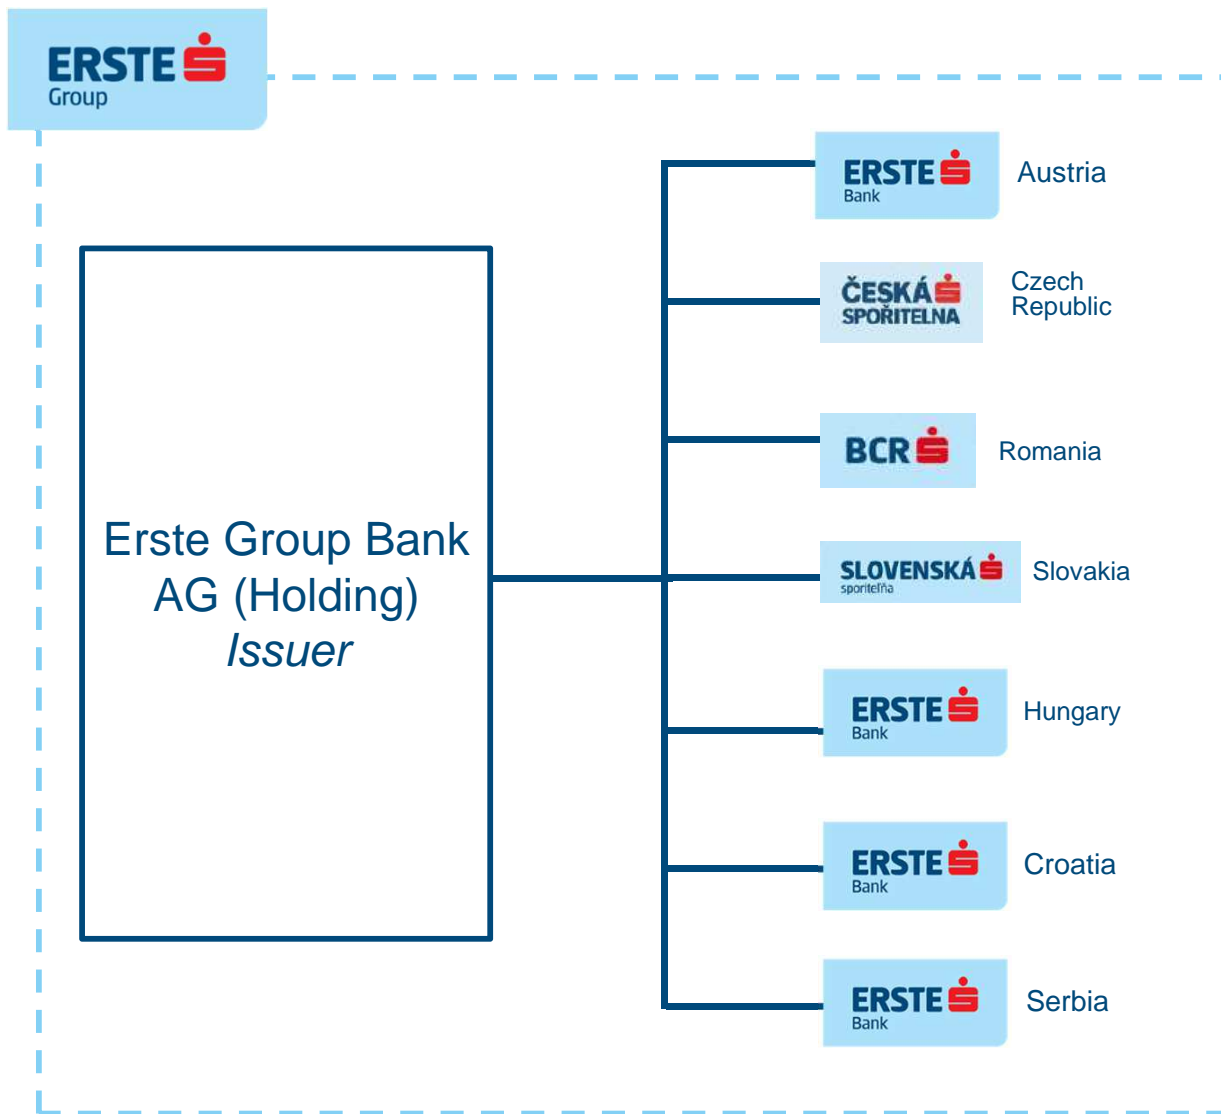 ERSTE
Group
ERSTE
Bank
Austria
ČESKÁ
SPOŘITELNA
Czech
Republic
BCR
Romania
Erste Group Bank
AG (Holding)
Issuer
SLOVENSKÁ
sporiteľňa
Slovakia
ERSTE
Bank
Hungary
ERSTE
Bank
Croatia
ERSTE
Bank
Serbia